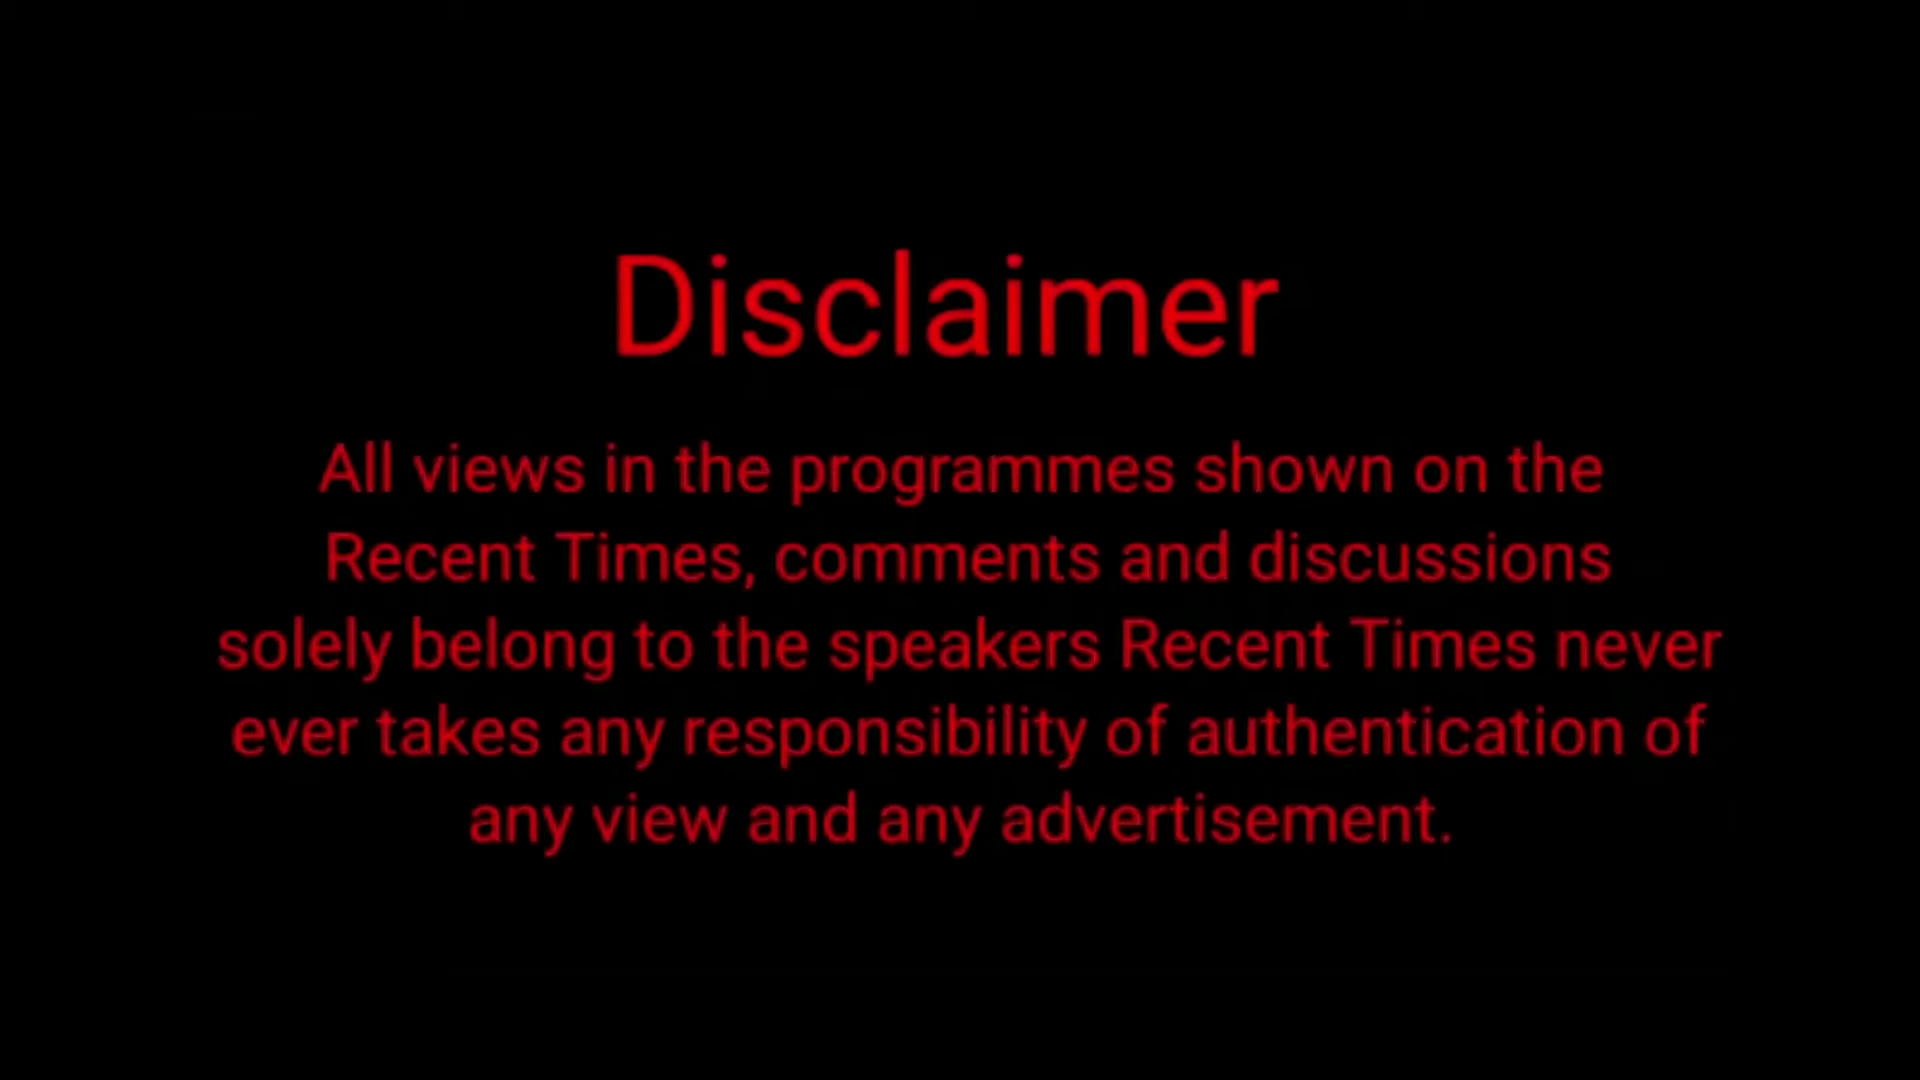 Disclaimer
All views in the programmes shown on the
Recent Times, comments and discussions
solely belong to the speakers Recent Times never
ever takes any responsibility of authentication of
any view and any advertisement.